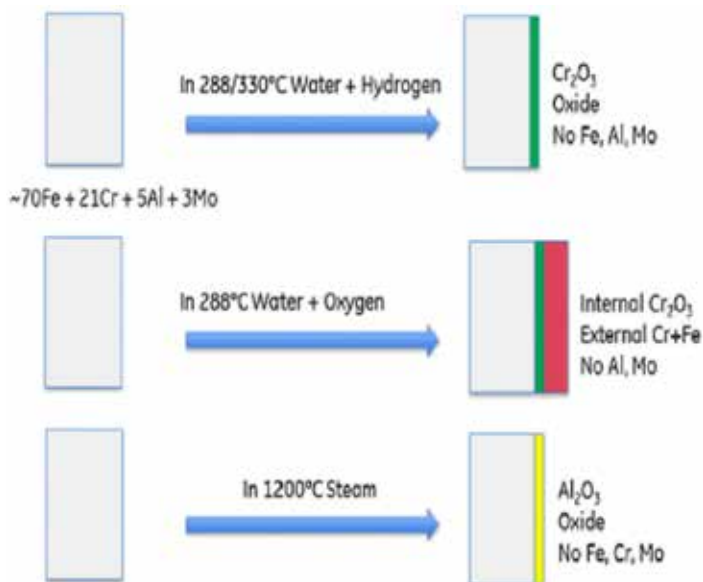 In 288/330°C Water + Hydrogen
Cr₂O₃
Oxide
No Fe, Al, Mo
~70Fe + 21Cr + 5Al + 3Mo
In 288°C Water + Oxygen
Internal Cr₂O₃
External Cr+Fe
No Al, Mo
In 1200°C Steam
Al₂O₃
Oxide
No Fe, Cr, Mo